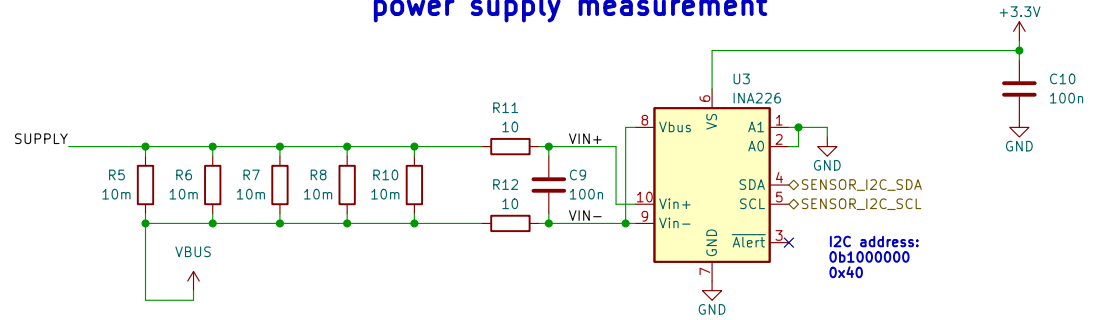 power supply measurement
+3.3V
SUPPLY
R5
10m
R6
10m
R7
10m
R8
10m
R10
10m
VBUS
R11
10
R12
10
C9
100n
VIN+
VIN-
U3
INA226
8
Vbus
10
Vin+
9
Vin-
6
VS
7
GND
GND
A1
1
A0
2
GND
SDA
4
SENSOR_I2C_SDA
SCL
5
SENSOR_I2C_SCL
Alert
3
C10
100n
GND
I2C address:
0b1000000
0x40